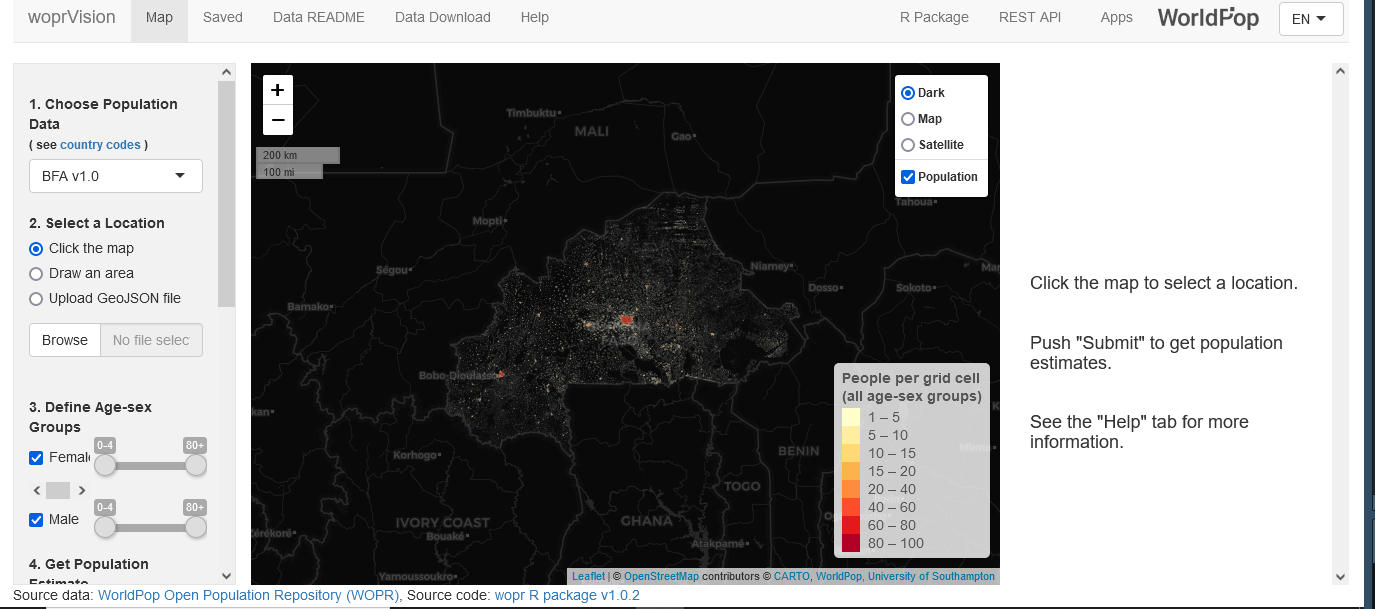 woprVision Map Saved Data README Data Download Help R Package REST API Apps WorldPop EN
1. Choose Population
Data
( see country codes )
BFA v1.0
2. Select a Location
Click the map
Draw an area
Upload GeoJSON file
Browse No file selec
3. Define Age-sex
Groups
0-4 80+
Female
0-4 80+
Male
4. Get Population
Estimate
+
−
200 km
100 mi
Timbuktu
MALI
Gao
Tahoua
Mopti
Niamey
Ségou
Dosso
Sokoto
Bamako
Bobo-Dioulasso
Korhogo
BENIN
TOGO
IVORY COAST
GHANA
Bouaké
Atakpamé
Yamoussoukro
Dark
Map
Satellite
Population
People per grid cell
(all age-sex groups)
1 – 5
5 – 10
10 – 15
15 – 20
20 – 40
40 – 60
60 – 80
80 – 100
Leaflet | © OpenStreetMap contributors © CARTO, WorldPop, University of Southampton
Click the map to select a location.
Push "Submit" to get population
estimates.
See the "Help" tab for more
information.
Source data: WorldPop Open Population Repository (WOPR), Source code: wopr R package v1.0.2